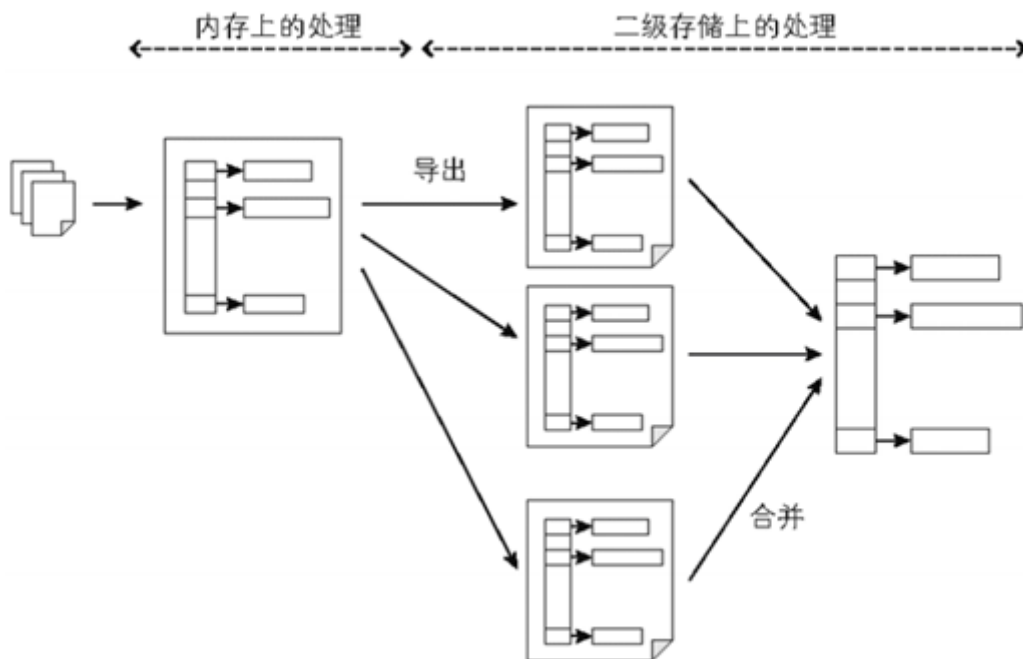 内存上的处理
二级存储上的处理
导出
合并